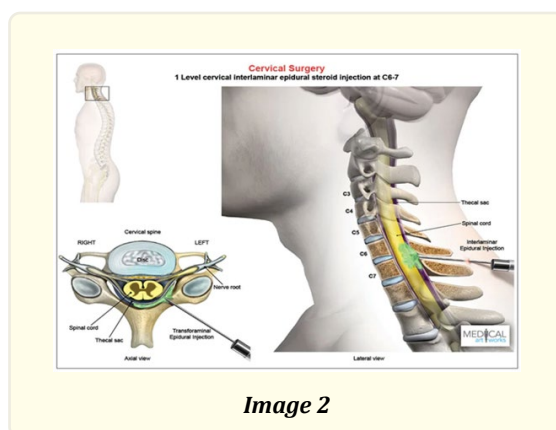 Cervical Surgery
1 Level cervical interlaminar epidural steroid injection at C6-7
C3
C4
C5
C6
C7
Thecal sac
Spinal cord
Interlaminar
Epidural Injection
Lateral view
MEDICAL
art works
Cervical spine
RIGHT
LEFT
Disc
Nerve root
Spinal cord
Thecal sac
Transforaminal
Epidural Injection
Axial view
Image 2